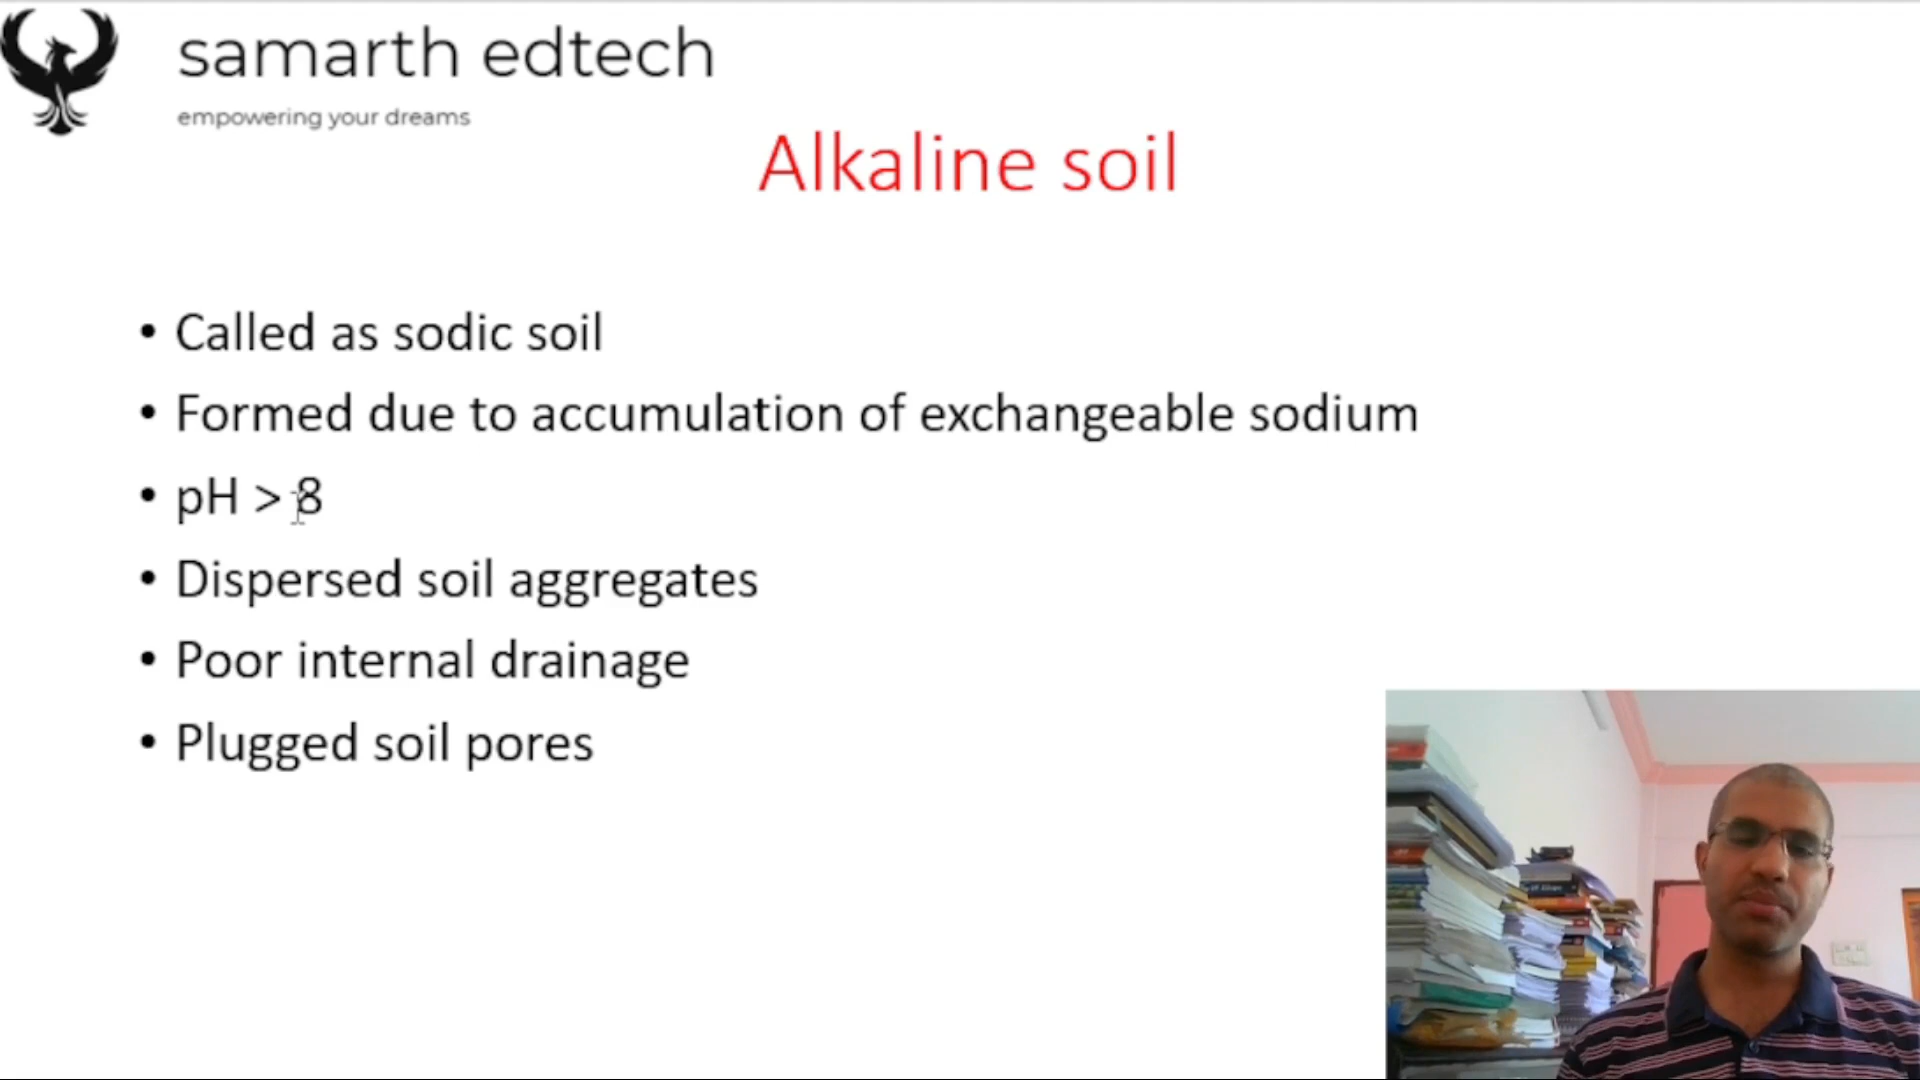 samarth edtech
empowering your dreams
Alkaline soil
• Called as sodic soil
• Formed due to accumulation of exchangeable sodium
• pH > 8
• Dispersed soil aggregates
• Poor internal drainage
• Plugged soil pores